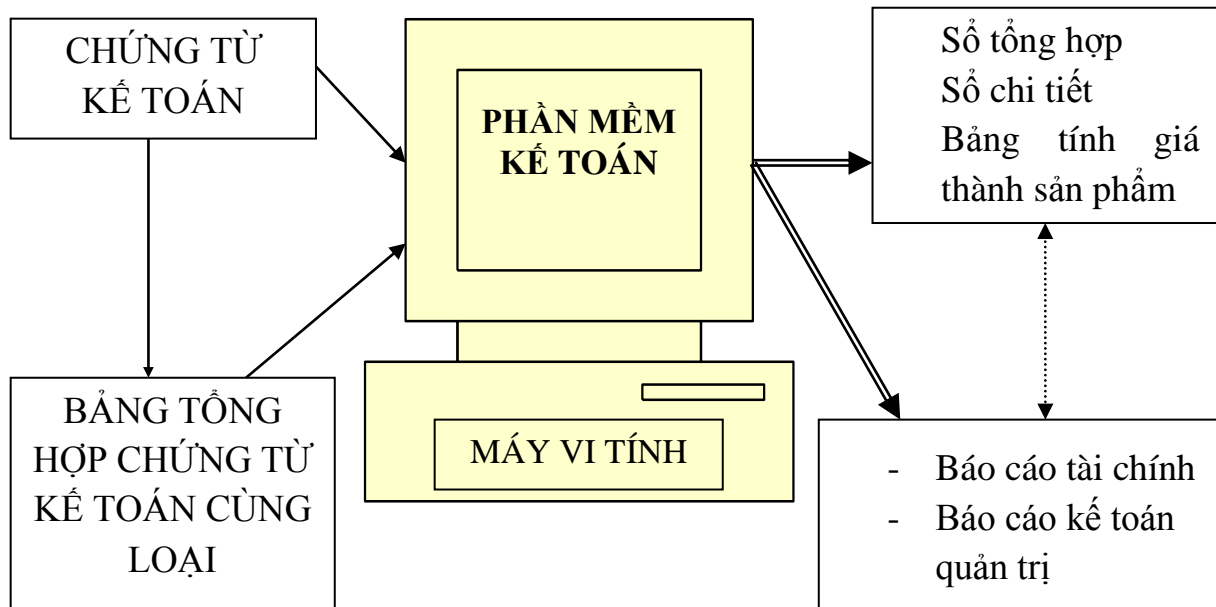 CHỨNG TỪ
KẾ TOÁN
BẢNG TỔNG
HỢP CHỨNG TỪ
KẾ TOÁN CÙNG
LOẠI
PHẦN MỀM
KẾ TOÁN
MÁY VI TÍNH
Sổ tổng hợp
Sổ chi tiết
Bảng tính giá
thành sản phẩm
- Báo cáo tài chính
- Báo cáo kế toán
quản trị